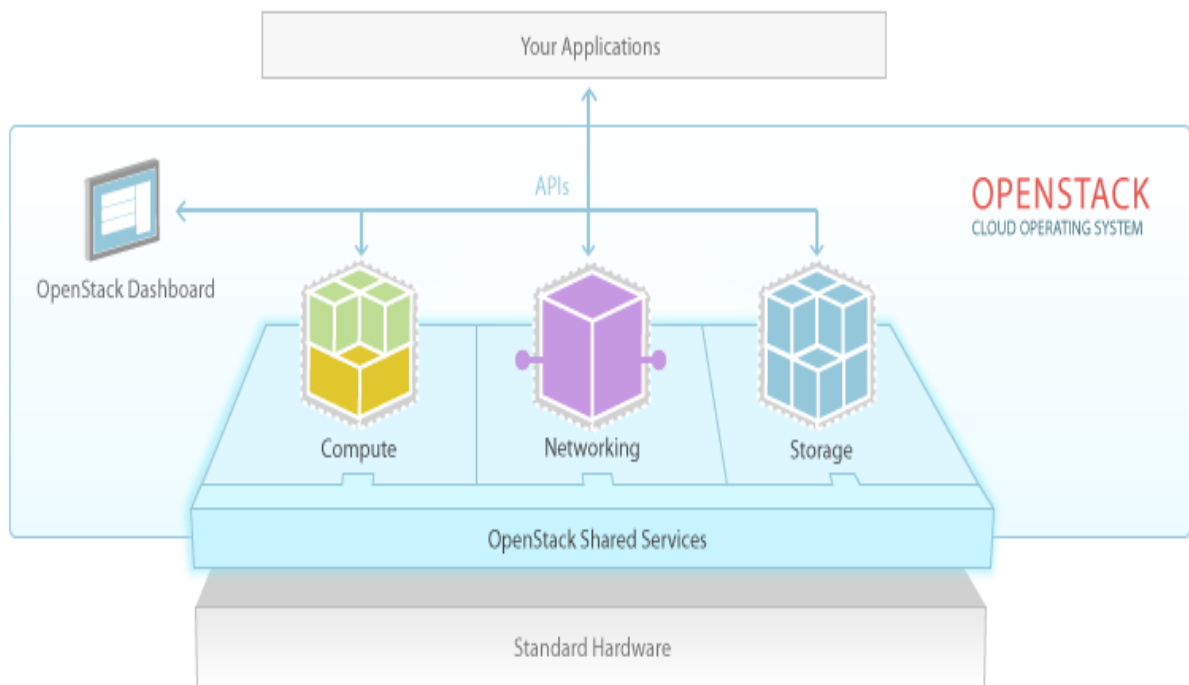 Your Applications
APIs
OPENSTACK
CLOUD OPERATING SYSTEM
OpenStack Dashboard
Compute
Networking
Storage
OpenStack Shared Services
Standard Hardware